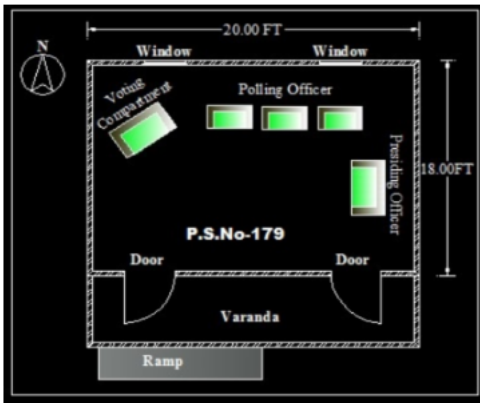 20.00 FT
N
Window
Window
Voting
Compartment
Polling Officer
Presiding Officer
18.00FT
P.S.No-179
Door
Door
Varanda
Ramp